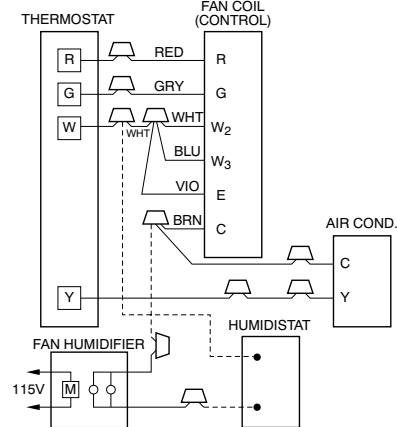 THERMOSTAT
FAN COIL
(CONTROL)
R RED R
G GRY G
W WHT WHT W2
BLU W3
VIO E
BRN C
AIR COND.
C
Y Y
HUMIDISTAT
FAN HUMIDIFIER
115V M